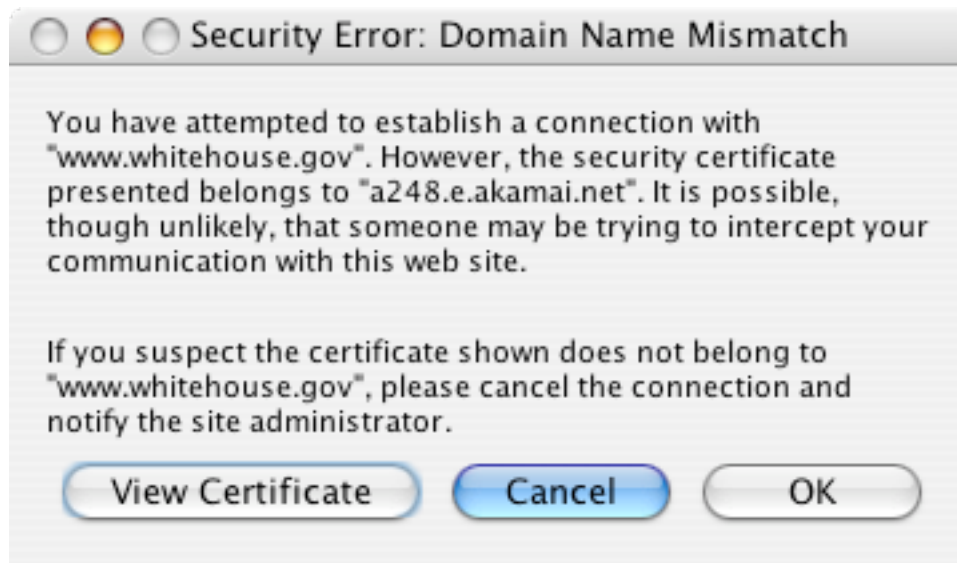 Security Error: Domain Name Mismatch
You have attempted to establish a connection with
"www.whitehouse.gov". However, the security certificate
presented belongs to "a248.e.akamai.net". It is possible,
though unlikely, that someone may be trying to intercept your
communication with this web site.
If you suspect the certificate shown does not belong to
"www.whitehouse.gov", please cancel the connection and
notify the site administrator.
View Certificate Cancel OK